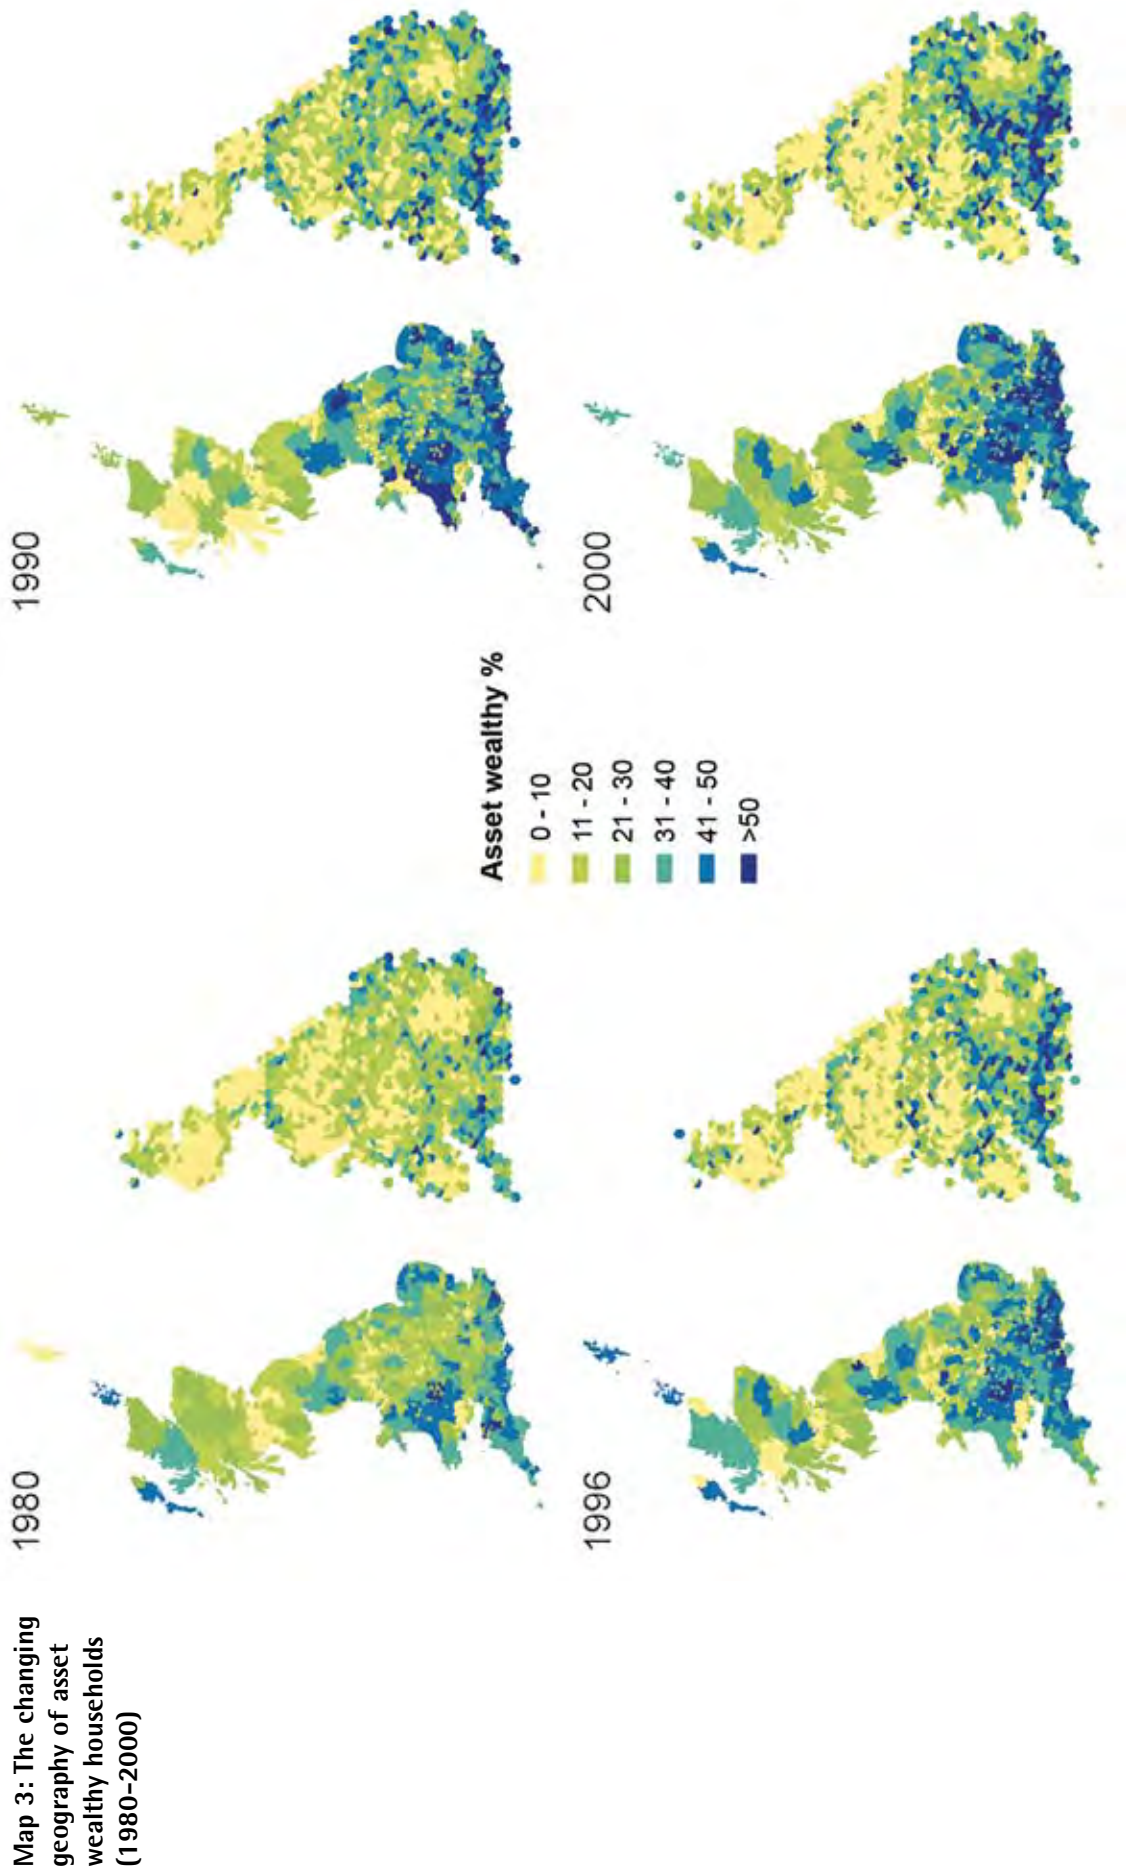 Map 3: The changing
geography of asset
wealthy households
(1980–2000)
1980
1990
Asset wealthy %
0 - 10
11 - 20
21 - 30
31 - 40
41 - 50
>50
1996
2000